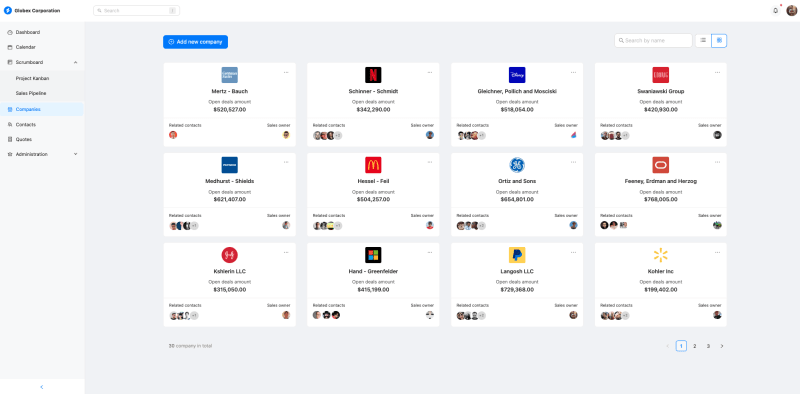 Globex Corporation
Search
/
Dashboard
Calendar
Scrumboard
Project Kanban
Sales Pipeline
Companies
Contacts
Quotes
Administration
Add new company
Search by name
Mertz - Bauch
Open deals amount
$520,527.00
Related contacts
Sales owner
Schinner - Schmidt
Open deals amount
$342,290.00
Related contacts
Sales owner
Disney
Gleichner, Pollich and Mosciski
Open deals amount
$518,054.00
Related contacts
Sales owner
Swaniawski Group
Open deals amount
$420,930.00
Related contacts
Sales owner
Medhurst - Shields
Open deals amount
$621,407.00
Related contacts
Sales owner
Hessel - Feil
Open deals amount
$504,257.00
Related contacts
Sales owner
Ortiz and Sons
Open deals amount
$654,801.00
Related contacts
Sales owner
Feeney, Erdman and Herzog
Open deals amount
$768,005.00
Related contacts
Sales owner
Kshlerin LLC
Open deals amount
$315,050.00
Related contacts
Sales owner
Hand - Greenfelder
Open deals amount
$415,199.00
Related contacts
Sales owner
Langosh LLC
Open deals amount
$729,368.00
Related contacts
Sales owner
Kohler Inc
Open deals amount
$199,402.00
Related contacts
Sales owner
company in total
1
2
3